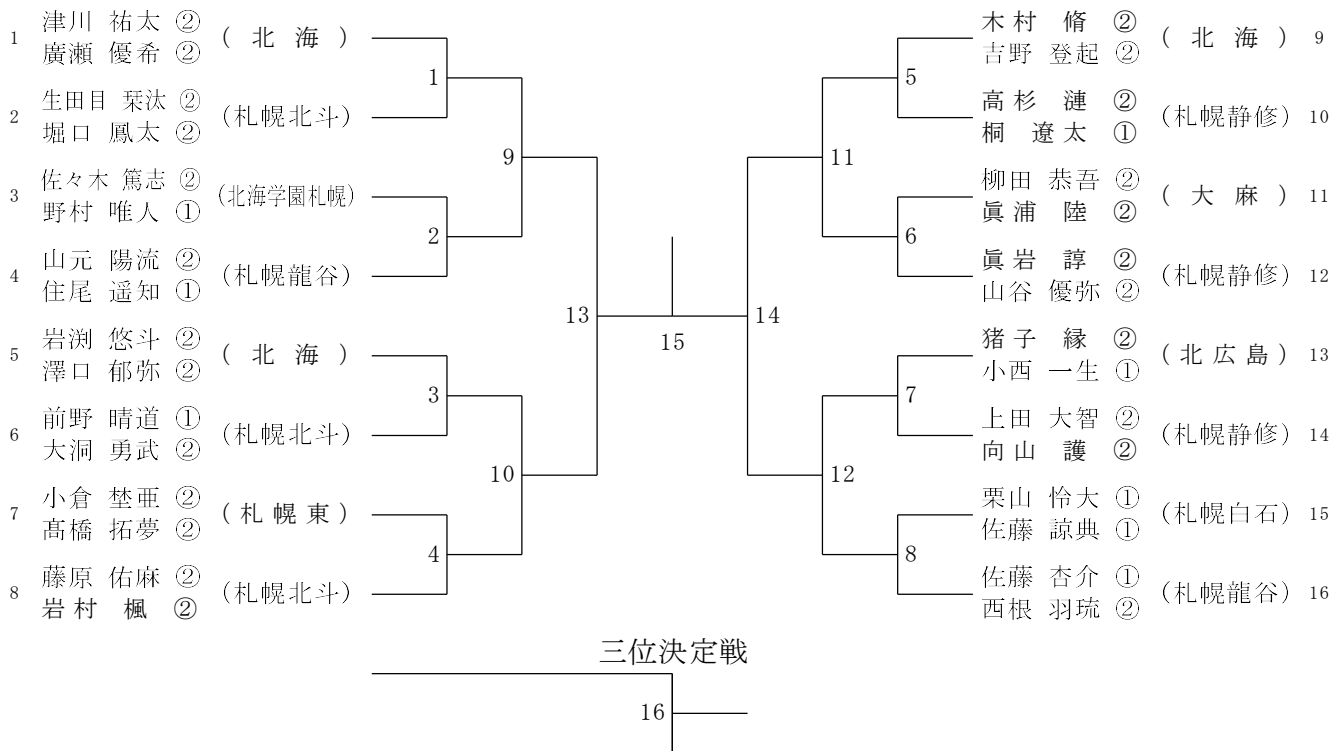 1 津川 祐太 ② (北海)
廣瀬 優希 ②
2 生田目 栞汰 ② (札幌北斗)
堀口 鳳太 ②
3 佐々木 篤志 ② (北海学園札幌)
野村 唯人 ①
4 山元 陽流 ② (札幌龍谷)
住尾 遥知 ①
5 岩渕 悠斗 ② (北海)
澤口 郁弥 ②
6 前野 晴道 ① (札幌北斗)
大洞 勇武 ②
7 小倉 埜亜 ② (札幌東)
髙橋 拓夢 ②
8 藤原 佑麻 ② (札幌北斗)
岩村 楓 ②
1
2
3
4
9
10
13
15
14
11
12
5
6
7
8
木村 脩 ② (北海) 9
吉野 登起 ②
高杉 漣 ② (札幌静修) 10
桐 遼太 ①
柳田 恭吾 ② (大麻) 11
眞浦 陸 ②
眞岩 諄 ② (札幌静修) 12
山谷 優弥 ②
猪子 縁 ② (北広島) 13
小西 一生 ①
上田 大智 ② (札幌静修) 14
向山 護 ②
栗山 怜大 ① (札幌白石) 15
佐藤 諒典 ①
佐藤 杏介 ① (札幌龍谷) 16
西根 羽琉 ②
三位決定戦
16